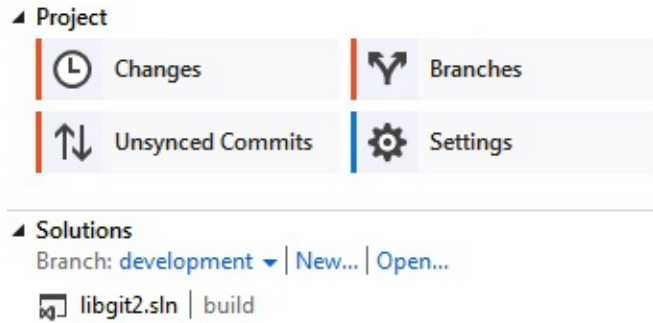 Project
Changes
Branches
Unsynced Commits
Settings
Solutions
Branch: development | New... | Open...
libgit2.sln | build